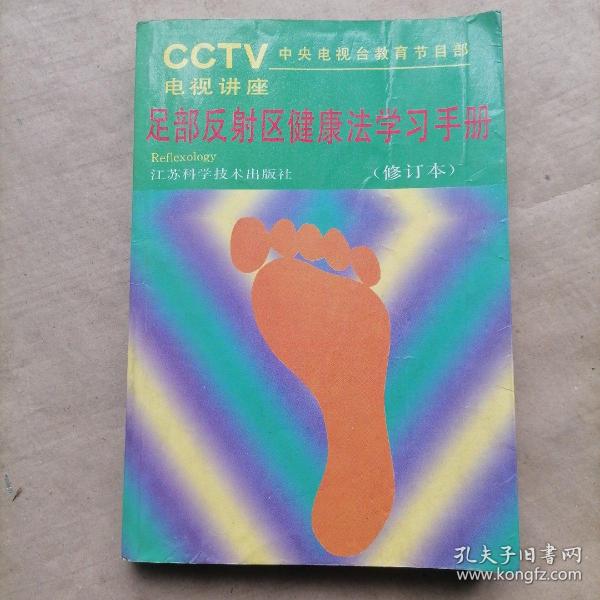 CCTV 中央电视台教育节目部
电视讲座
足部反射区健康法学习手册
Reflexology
江苏科学技术出版社 (修订本)
孔夫子旧书网
www.kongfz.com